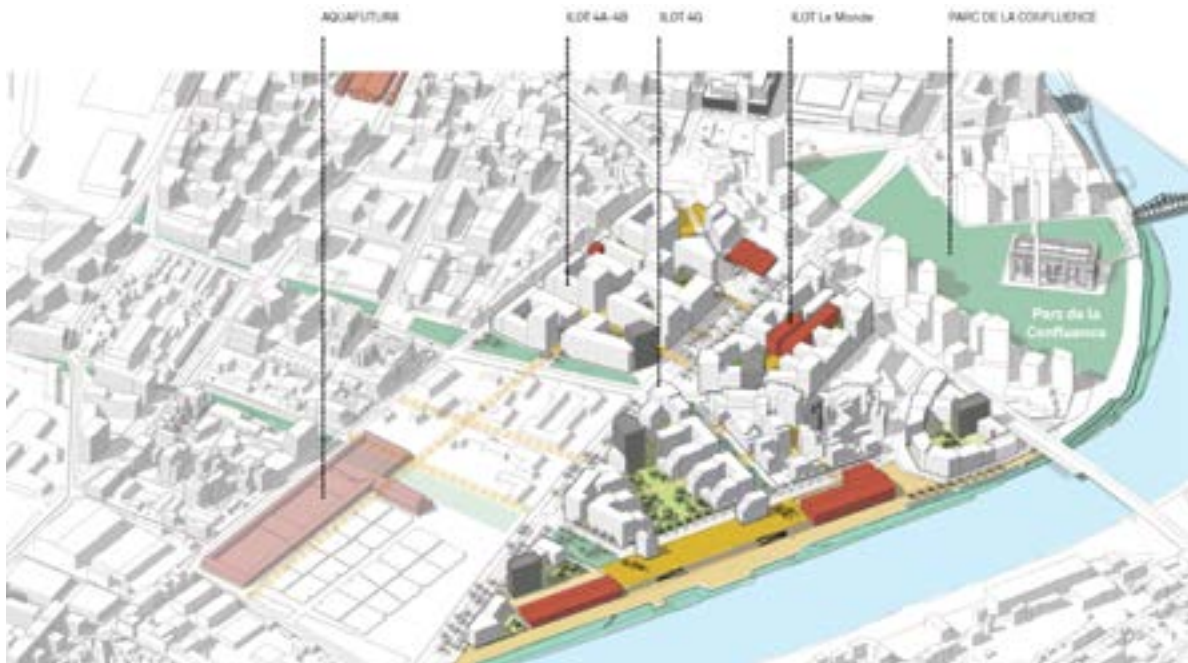 AQUAFUTURA
ILOT 4A-4B
ILOT 4G
ILOT Le Monde
PARC DE LA CONFLUENCE
Parc de la
Confluence